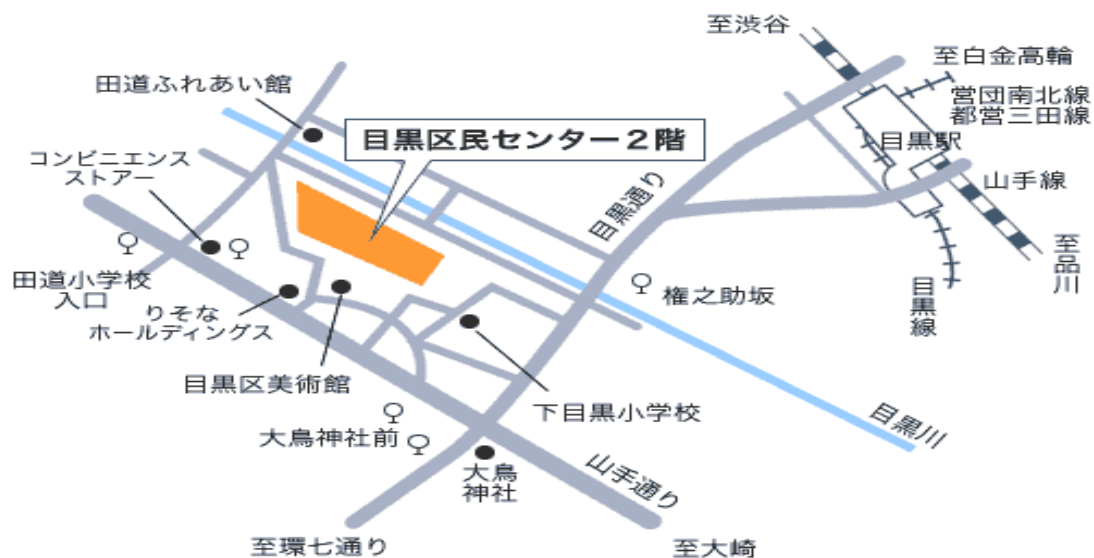 至渋谷
至白金高輪
営団南北線
都営三田線
目黒駅
山手線
至品川
目黒線
田道ふれあい館
目黒区民センター２階
コンビニエンス
ストアー
目黒通り
権之助坂
田道小学校
入口
りそな
ホールディングス
目黒区美術館
下目黒小学校
目黒川
大鳥神社前
大鳥
神社
山手通り
至環七通り
至大崎